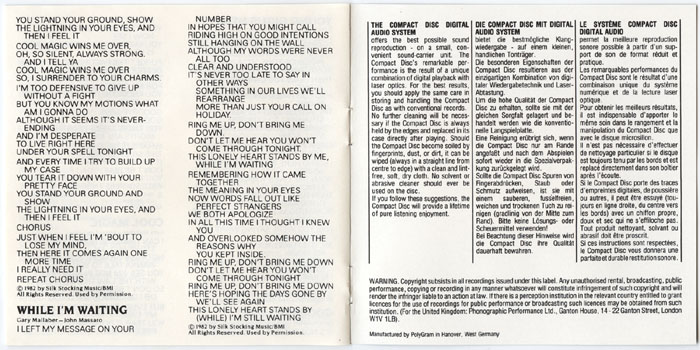 YOU STAND YOUR GROUND, SHOW
THE LIGHTNING IN YOUR EYES, AND
THEN I FEEL IT
COOL MAGIC WINS ME OVER,
OH, SO SILENT, ALWAYS STRONG.
AND I TELL YA
COOL MAGIC WINS ME OVER
SO, I SURRENDER TO YOUR CHARMS.
I'M TOO DEFENSIVE TO GIVE UP
WITHOUT A FIGHT
BUT YOU KNOW MY MOTIONS WHAT
AM I GONNA DO
ALTHOUGH IT SEEMS IT'S NEVER-
ENDING
AND I'M DESPERATE
TO LIVE RIGHT HERE
UNDER YOUR SPELL TONIGHT
AND EVERY TIME I TRY TO BUILD UP
MY CASE
YOU TEAR IT DOWN WITH YOUR
PRETTY FACE
YOU STAND YOUR GROUND AND
SHOW
THE LIGHTNING IN YOUR EYES, AND
THEN I FEEL IT
CHORUS
JUST WHEN I FEEL I'M 'BOUT TO
LOSE MY MIND,
THEN HERE IT COMES AGAIN ONE
MORE TIME
I REALLY NEED IT
REPEAT CHORUS
© 1982 by Silk Stocking Music/BMI
All Rights Reserved. Used by Permission.
WHILE I'M WAITING
Gary Mallaber – John Massaro
I LEFT MY MESSAGE ON YOUR
NUMBER
IN HOPES THAT YOU MIGHT CALL
RIDING HIGH ON GOOD INTENTIONS
STILL HANGING ON THE WALL
ALTHOUGH MY WORDS WERE NEVER
ALL TOO
CLEAR AND UNDERSTOOD
IT'S NEVER TOO LATE TO SAY IN
OTHER WAYS
SOMETHING IN OUR LIVES WE'LL
REARRANGE
MORE THAN JUST YOUR CALL ON
HOLIDAY.
RING ME UP, DON'T BRING ME
DOWN.
DON'T LET ME HEAR YOU WON'T
COME THROUGH TONIGHT
THIS LONELY HEART STANDS BY ME,
WHILE I'M WAITING
REMEMBERING HOW IT CAME
TOGETHER
THE MEANING IN YOUR EYES
NOW WORDS FALL OUT LIKE
PERFECT STRANGERS
WE BOTH APOLOGIZE
IN ALL THIS TIME I THOUGHT I KNEW
YOU
AND OVERLOOKED SOMEHOW THE
REASONS WHY
YOU KEPT INSIDE.
RING ME UP, DON'T BRING ME DOWN
DON'T LET ME HEAR YOU WON'T
COME THROUGH TONIGHT
RING ME UP, DON'T BRING ME DOWN
HERE'S HOPING THE DAYS GONE BY
WE'LL SEE AGAIN
THIS LONELY HEART STANDS BY
(WHILE) I'M STILL WAITING
© 1982 by Silk Stocking Music/BMI
All Rights Reserved. Used by Permission.
THE COMPACT DISC DIGITAL
AUDIO SYSTEM
offers the best possible sound
reproduction - on a small, con-
venient sound-carrier unit. The
Compact Disc's remarkable per-
formance is the result of a unique
combination of digital playback with
laser optics. For the best results,
you should apply the same care in
storing and handling the Compact
Disc as with conventional records.
No further cleaning will be neces-
sary if the Compact Disc is always
held by the edges and replaced in its
case directly after playing. Should
the Compact Disc become soiled by
fingerprints, dust, or dirt, it can be
wiped (always in a straight line from
centre to edge) with a clean and lint-
free, soft, dry cloth. No solvent or
abrasive cleaner should ever be
used on the disc.
If you follow these suggestions, the
Compact Disc will provide a lifetime
of pure listening enjoyment.
DIE COMPACT DISC MIT DIGITAL
AUDIO SYSTEM
bietet die bestmögliche Klang-
wiedergabe - auf einem kleinen,
handlichen Tonträger.
Die besonderen Eigenschaften der
Compact Disc resultieren aus der
einzigartigen Kombination von digi-
taler Wiedergabetechnik und Laser-
Abtastung.
Um die hohe Qualität der Compact
Disc zu erhalten, sollte sie mit der
gleichen Sorgfalt gelagert und be-
handelt werden wie die konventio-
nelle Langspielplatte.
Eine Reinigung erübrigt sich, wenn
die Compact Disc nur am Rande
angefaßt und nach dem Abspielen
sofort wieder in die Spezialverpak-
kung zurückgelegt wird.
Sollte die Compact Disc Spuren von
Fingerabdrücken, Staub oder
Schmutz aufweisen, ist sie mit
einem sauberen, fusselfreien,
weichen und trockenen Tuch zu rei-
nigen (gradlinig von der Mitte zum
Rand). Bitte keine Lösungs- oder
Scheuermittel verwenden!
Bei Beachtung dieser Hinweise wird
die Compact Disc ihre Qualität
dauerhaft bewahren.
LE SYSTÈME COMPACT DISC
DIGITAL AUDIO
permet la meilleure reproduction
sonore possible à partir d'un sup-
port de son de format réduit et
pratique.
Les remarquables performances du
Compact Disc sont le résultat d'une
combinaison unique du système
numérique et de la lecture laser
optique.
Pour obtenir les meilleurs résultats,
il est indispensable d'apporter le
même soin dans le rangement et la
manipulation du Compact Disc que
avec le disque microsillon.
Il n'est pas nécessaire d'effectuer
de nettoyage particulier si le disque
est toujours tenu par les bords et est
replacé directement dans son boîtier
après l'écoute.
Si le Compact Disc porte des traces
d'empreintes digitales, de poussière
ou autres, il peut être essuyé (tou-
jours en ligne droite, du centre vers
les bords) avec un chiffon propre,
doux et sec qui ne s'effiloche pas.
Tout produit nettoyant, solvant ou
abrasif doit être proscrit.
Si ces instructions sont respectées,
le Compact Disc vous donnera une
parfaite et durable restitution sonore.
WARNING. Copyright subsists in all recordings issued under this label. Any unauthorised rental, broadcasting, public
performance, copying or recording in any manner whatsoever will constitute infringement of such copyright and will
render the infringer liable to an action at law. If there is a perception institution in the relevant country entitled to grant
licences for the use of recordings for public performance or broadcasting such licences may be obtained from such
institution. (For the United Kingdom: Phonographic Performance Ltd., Ganton House, 14 - 22 Ganton Street, London
W1V 1LB).
Manufactured by PolyGram in Hanover, West Germany